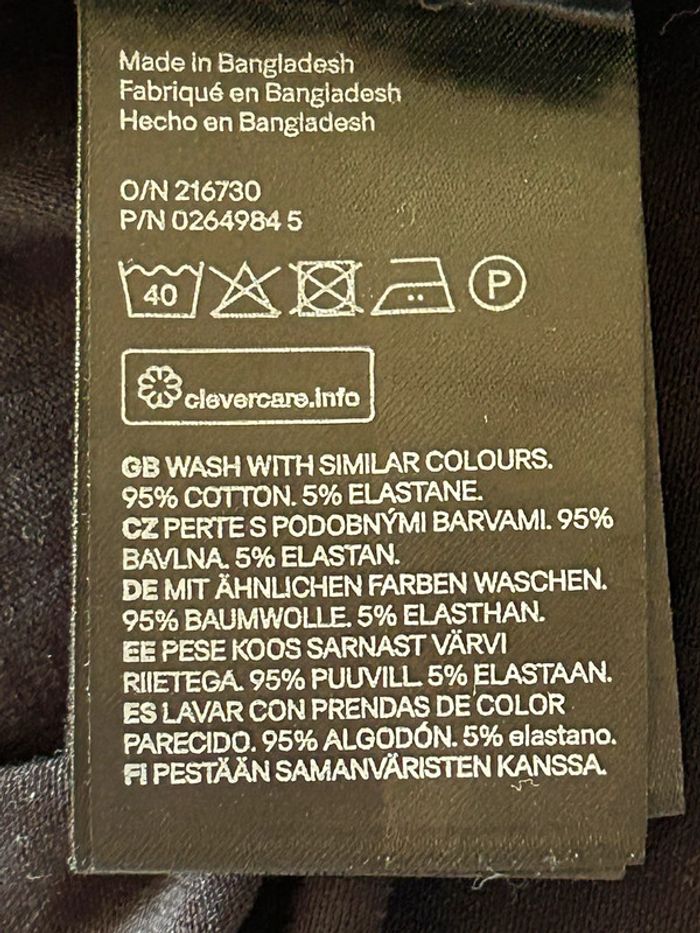 Made in Bangladesh
Fabriqué en Bangladesh
Hecho en Bangladesh
O/N 216730
P/N 0264984 5
40
P
clevercare.info
GB WASH WITH SIMILAR COLOURS.
95% COTTON. 5% ELASTANE.
CZ PERTE S PODOBNÝMI BARVAMI. 95%
BAVLNA. 5% ELASTAN.
DE MIT ÄHNLICHEN FARBEN WASCHEN.
95% BAUMWOLLE. 5% ELASTHAN.
EE PESE KOOS SARNAST VÄRVI
RIIETEGA. 95% PUUVILL. 5% ELASTAAN.
ES LAVAR CON PRENDAS DE COLOR
PARECIDO. 95% ALGODÓN. 5% elastano.
FI PESTÄÄN SAMANVÄRISTEN KANSSA.